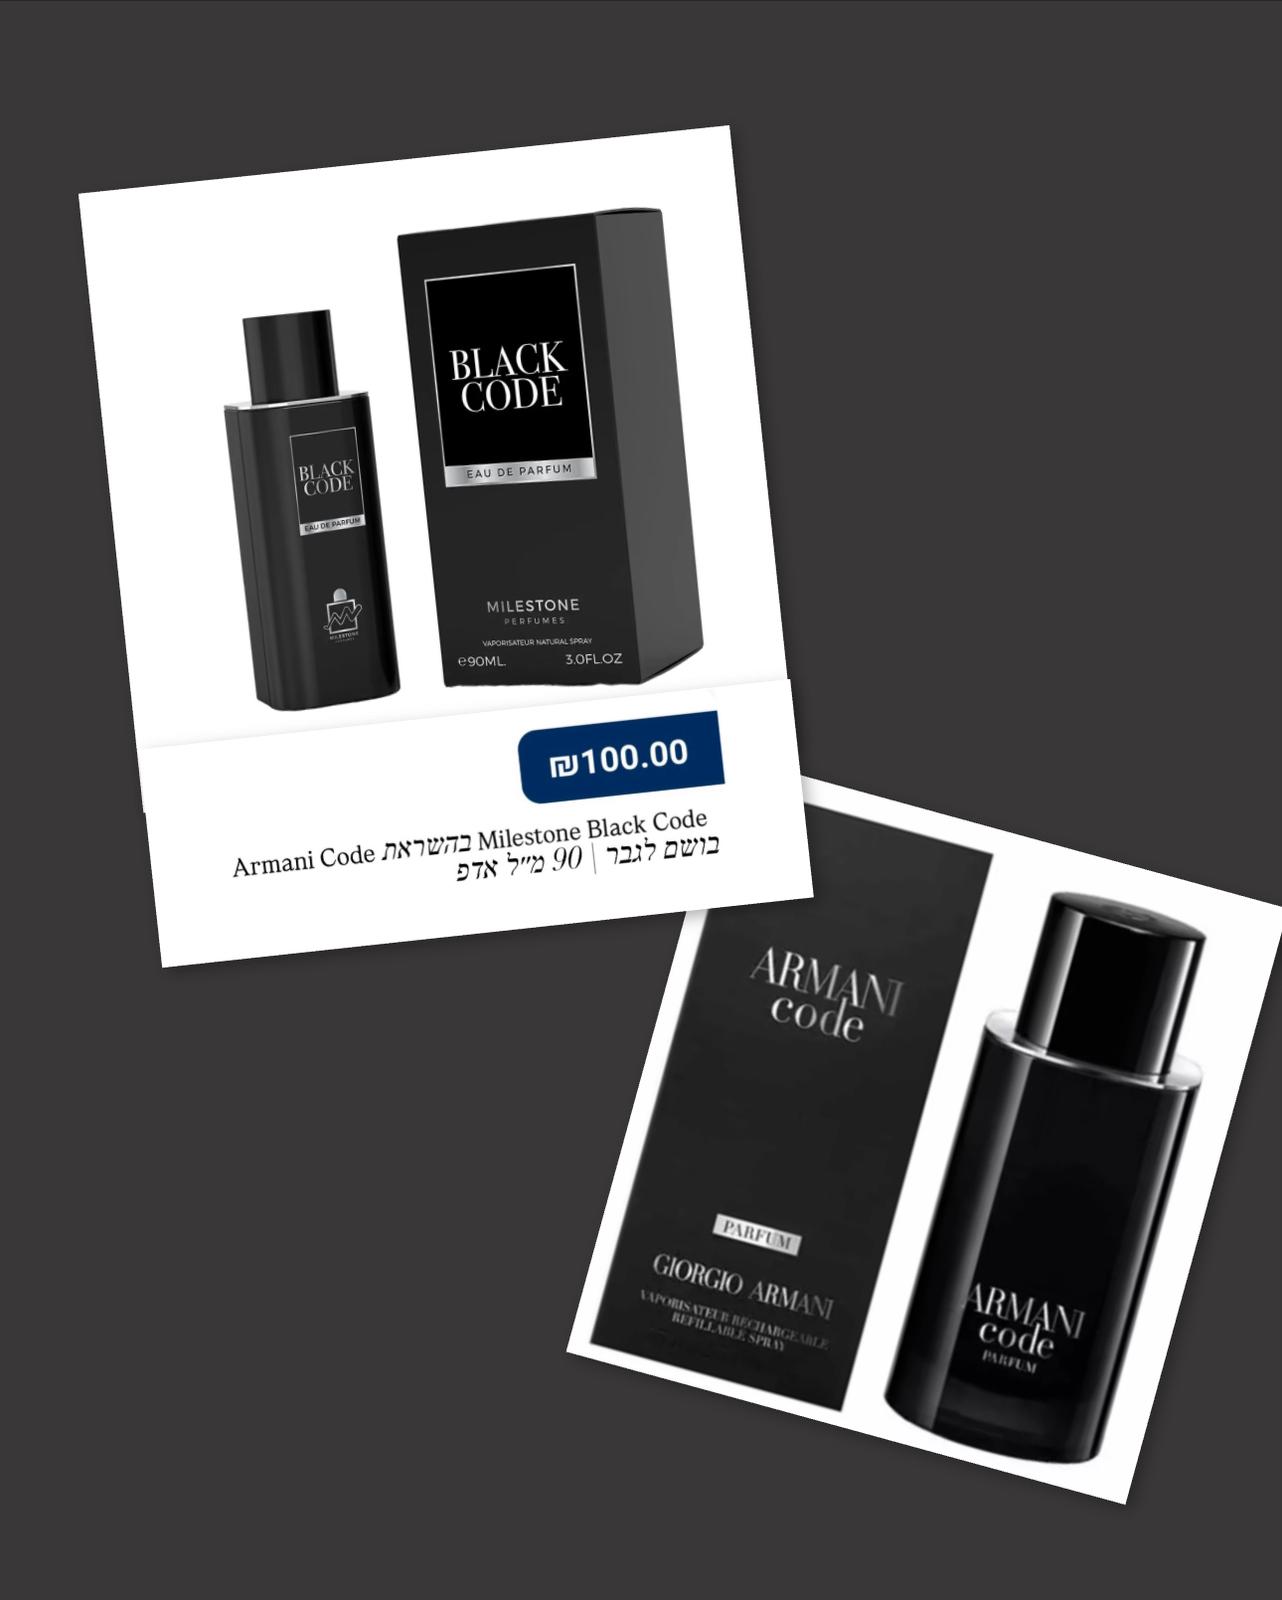 BLACK
CODE
EAU DE PARFUM
MILESTONE
PERFUMES
VAPORISATEUR NATURAL SPRAY
℮90ML. 3.0FL.OZ
BLACK
CODE
EAU DE PARFUM
MILESTONE
PERFUMES
₪100.00
Milestone Black Code בהשראת Armani Code
בושם לגבר | 90 מ״ל אדפ
ARMANI
code
PARFUM
GIORGIO ARMANI
VAPORISATEUR RECHARGEABLE
REFILLABLE SPRAY
ARMANI
code
PARFUM